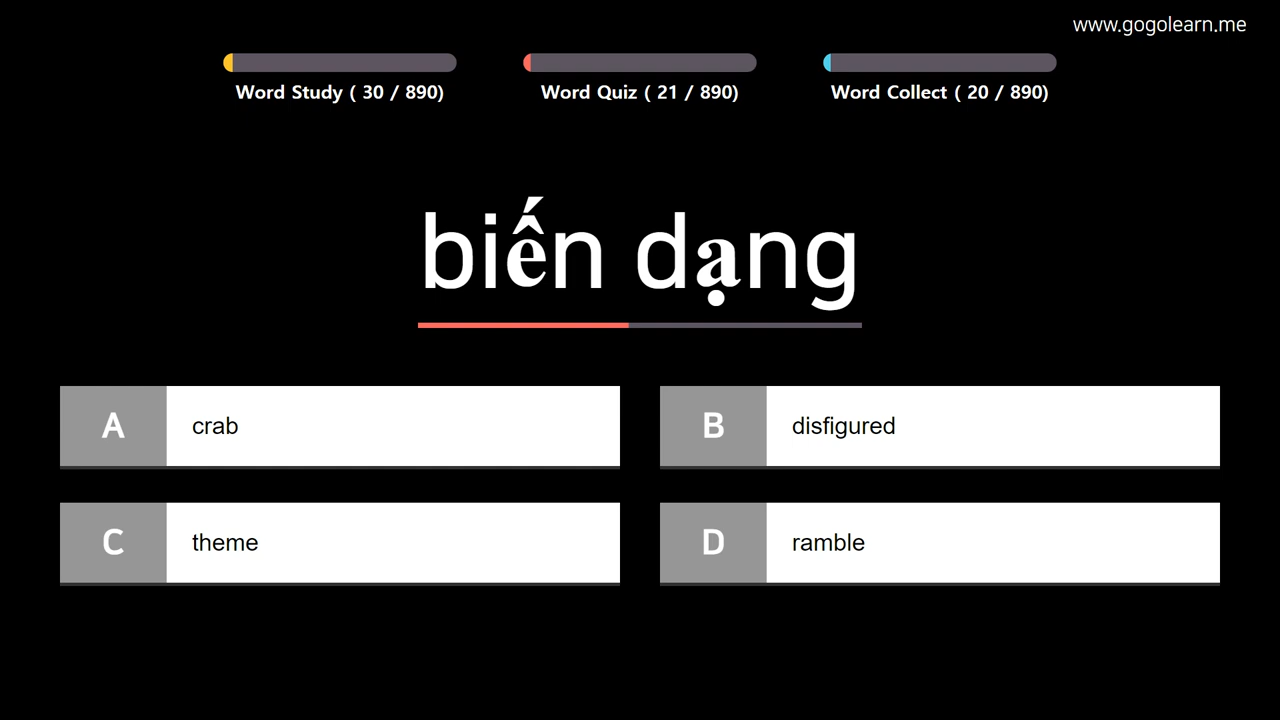 www.gogolearn.me
Word Study ( 30 / 890)
Word Quiz ( 21 / 890)
Word Collect ( 20 / 890)
biến dạng
A crab
B disfigured
C theme
D ramble